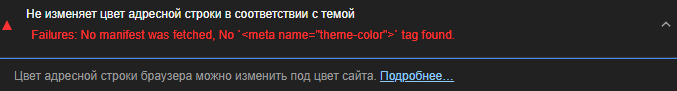 Не изменяет цвет адресной строки в соответствии с темой
Failures: No manifest was fetched, No `<meta name="theme-color">` tag found.
Цвет адресной строки браузера можно изменить под цвет сайта. Подробнее…